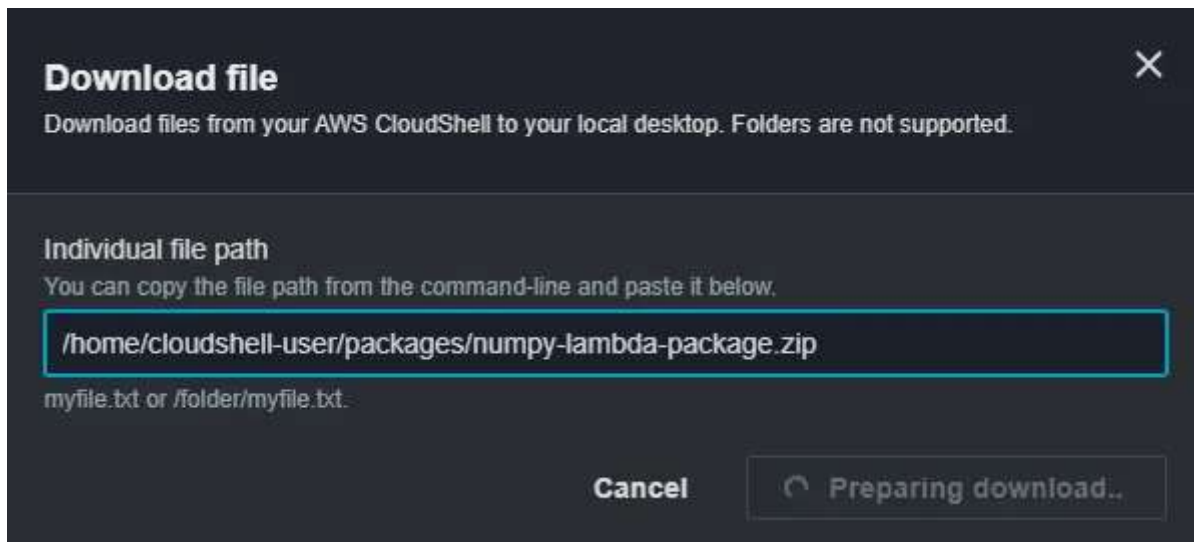 Download file
Download files from your AWS CloudShell to your local desktop. Folders are not supported.
Individual file path
You can copy the file path from the command-line and paste it below.
/home/cloudshell-user/packages/numpy-lambda-package.zip
myfile.txt or /folder/myfile.txt.
Cancel Preparing download..